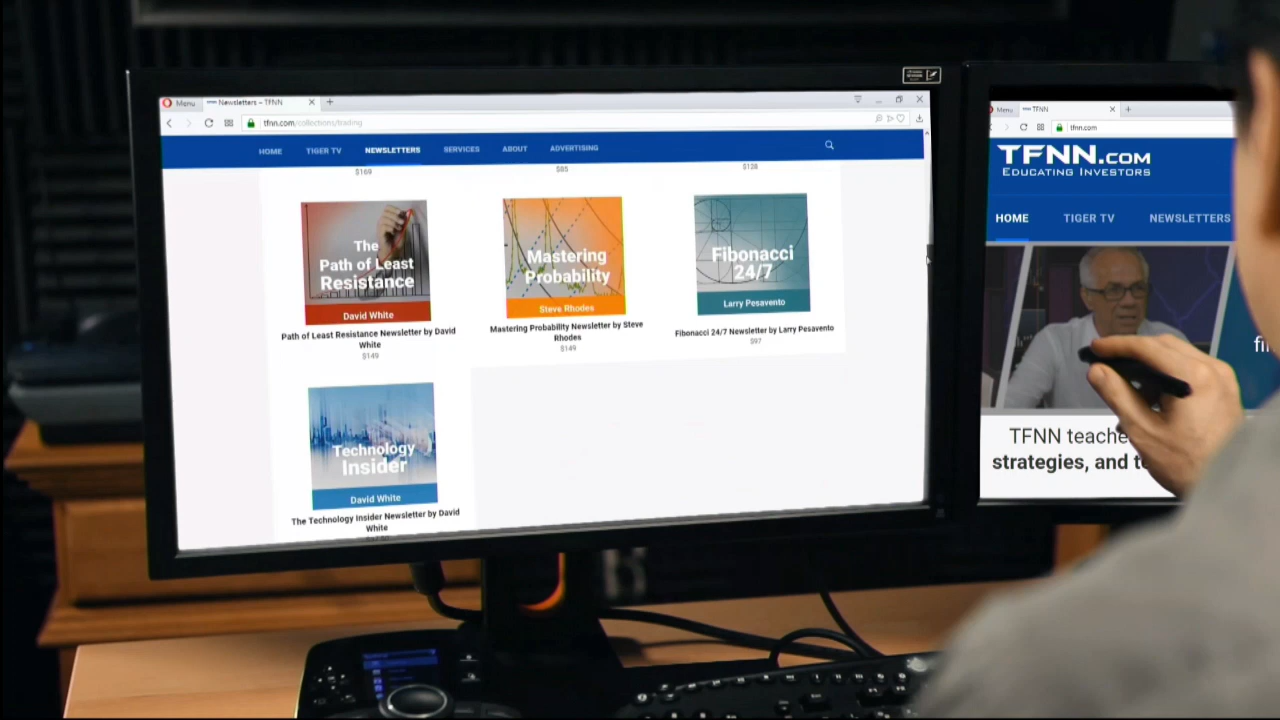 Menu
Newsletters – TFNN
tfnn.com/collections/trading
HOME TIGER TV NEWSLETTERS SERVICES ABOUT ADVERTISING
$169 $85 $128
The
Path of Least
Resistance
David White
Path of Least Resistance Newsletter by David
White
$149
Mastering
Probability
Steve Rhodes
Mastering Probability Newsletter by Steve
Rhodes
$149
Fibonacci
24/7
Larry Pesavento
Fibonacci 24/7 Newsletter by Larry Pesavento
$97
Technology
Insider
David White
The Technology Insider Newsletter by David
White
Menu
TFNN
tfnn.com
TFNN.COM
EDUCATING INVESTORS
HOME TIGER TV NEWSLETTERS
TFNN teache
strategies, and t